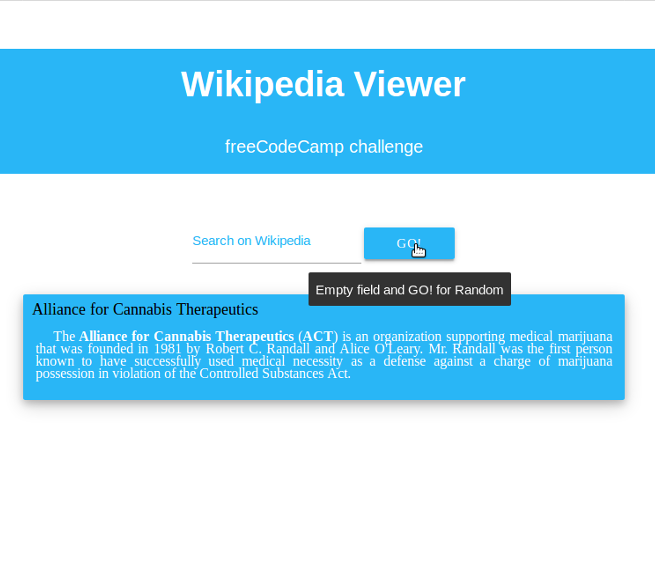 Wikipedia Viewer
freeCodeCamp challenge
Search on Wikipedia
GO!
Empty field and GO! for Random
Alliance for Cannabis Therapeutics
The Alliance for Cannabis Therapeutics (ACT) is an organization supporting medical marijuana
that was founded in 1981 by Robert C. Randall and Alice O'Leary. Mr. Randall was the first person
known to have successfully used medical necessity as a defense against a charge of marijuana
possession in violation of the Controlled Substances Act.